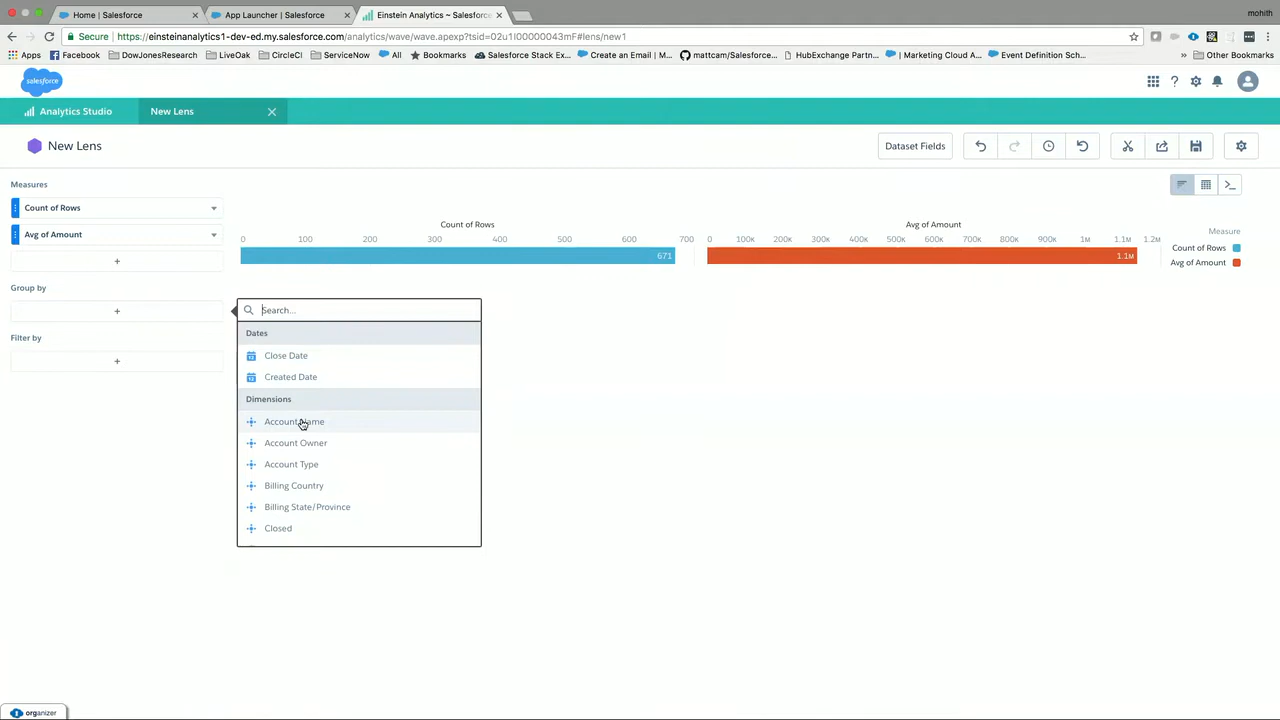 Home | Salesforce
App Launcher | Salesforce
Einstein Analytics ~ Salesforce
mohith
Secure
https://einsteinanalytics1-dev-ed.my.salesforce.com/analytics/wave/wave.apexp?tsid=02u1I00000043mF#lens/new1
Apps
Facebook
DowJonesResearch
LiveOak
CircleCI
ServiceNow
All
Bookmarks
Salesforce Stack Ex...
Create an Email | M...
mattcam/Salesforce...
HubExchange Partn...
| Marketing Cloud A...
Event Definition Sch...
»
Other Bookmarks
salesforce
Analytics Studio
New Lens
New Lens
Dataset Fields
Measures
Count of Rows
Avg of Amount
+
Group by
+
Filter by
+
Count of Rows
0 100 200 300 400 500 600 700
671
Avg of Amount
0 100K 200K 300K 400K 500K 600K 700K 800K 900K 1M 1.1M 1.2M
1.1M
Measure
Count of Rows
Avg of Amount
Search...
Dates
Close Date
Created Date
Dimensions
Account Name
Account Owner
Account Type
Billing Country
Billing State/Province
Closed
organizer